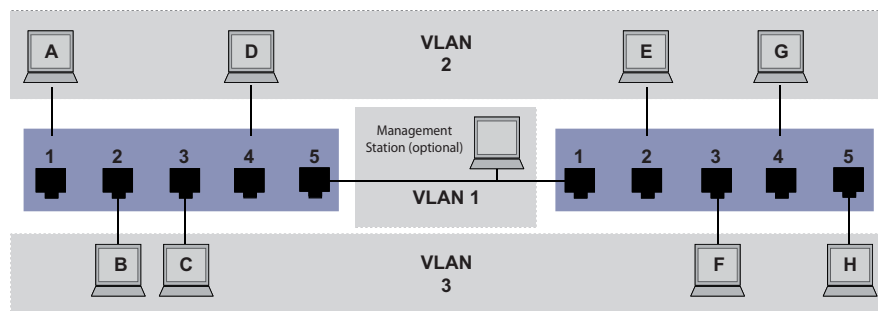 A D VLAN 2 E G
Management
Station (optional)
1 2 3 4 5
1 2 3 4 5
VLAN 1
B C VLAN 3 F H